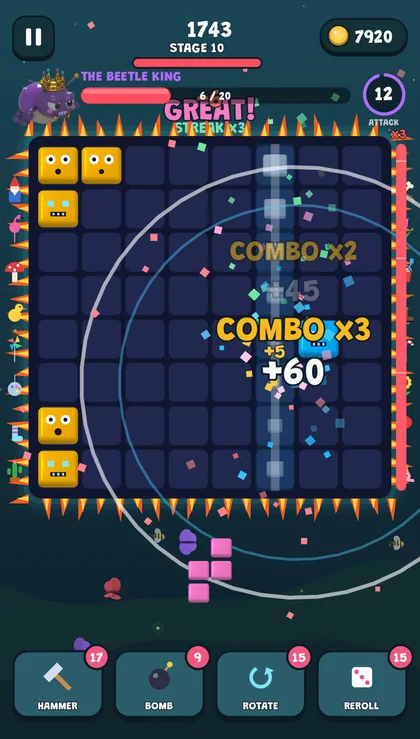 1743
7920
STAGE 10
THE BEETLE KING
6 / 20
12
ATTACK
GREAT!
STREAK x3
x3
COMBO x2
+45
COMBO x3
+5
+60
17
9
15
15
HAMMER
BOMB
ROTATE
REROLL